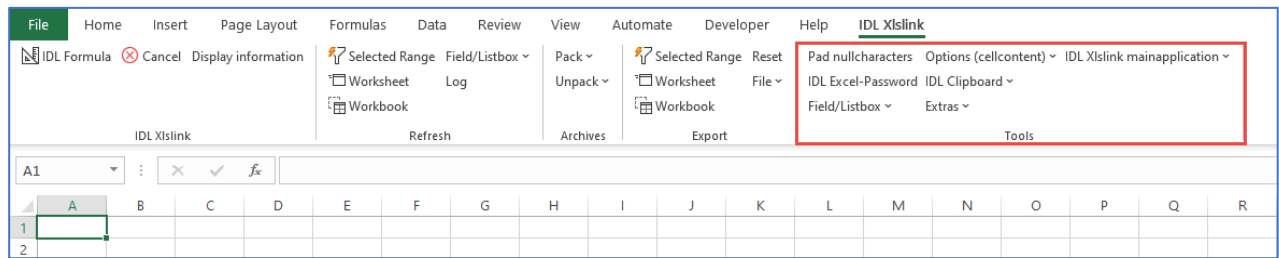 File Home Insert Page Layout Formulas Data Review View Automate Developer Help IDL Xlslink
IDL Formula Cancel Display information Selected Range Field/Listbox Pack Selected Range Reset Pad nullcharacters Options (cellcontent) IDL Xlslink mainapplication
Worksheet Log Unpack Worksheet File IDL Excel-Password IDL Clipboard
Workbook Workbook Field/Listbox Extras
IDL Xlslink Refresh Archives Export Tools
A1 fx
A B C D E F G H I J K L M N O P Q R
1
2